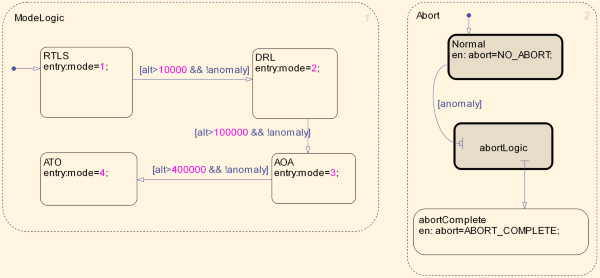 ModeLogic
1
RTLS
entry:mode=1;
[alt>10000 && !anomaly]
DRL
entry:mode=2;
[alt>100000 && !anomaly]
ATO
entry:mode=4;
[alt>400000 && !anomaly]
AOA
entry:mode=3;
Abort
2
Normal
en: abort=NO_ABORT;
[anomaly]
abortLogic
abortComplete
en: abort=ABORT_COMPLETE;